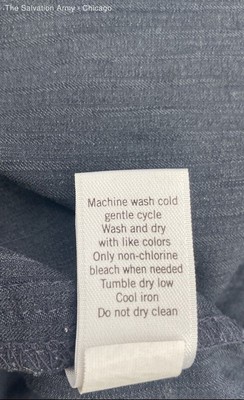 The Salvation Army - Chicago
Machine wash cold
gentle cycle
Wash and dry
with like colors
Only non-chlorine
bleach when needed
Tumble dry low
Cool iron
Do not dry clean